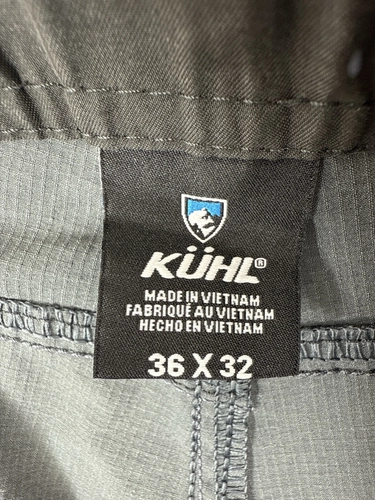 KÜHL®
MADE IN VIETNAM
FABRIQUÉ AU VIETNAM
HECHO EN VIETNAM
36 X 32